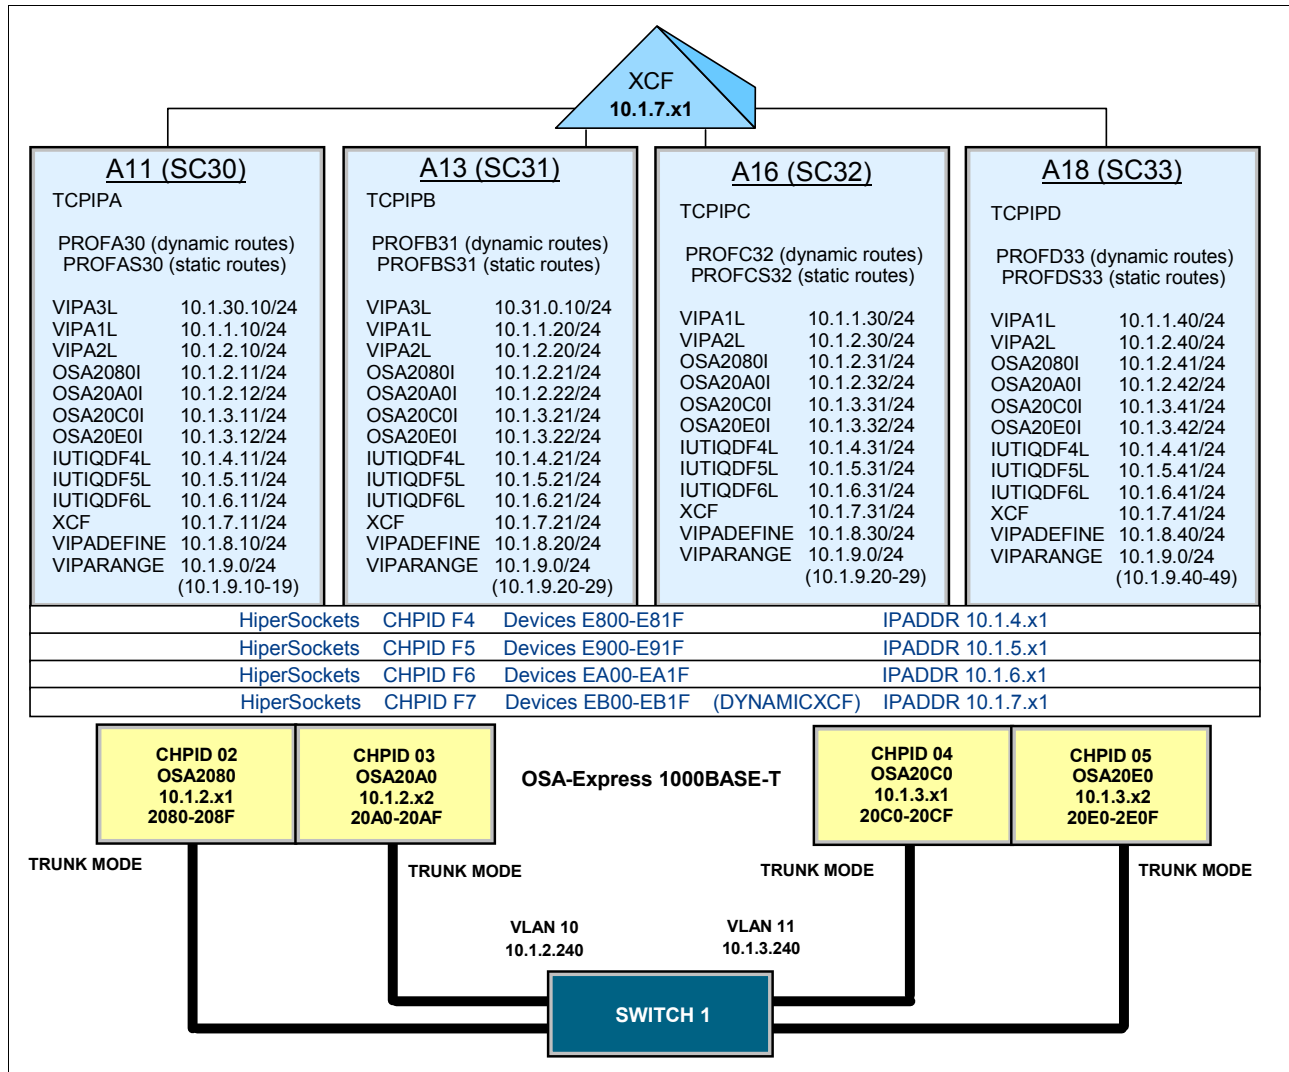 XCF
10.1.7.x1
A11 (SC30)
TCPIPA
PROFA30 (dynamic routes)
PROFAS30 (static routes)
VIPA3L 10.1.30.10/24
VIPA1L 10.1.1.10/24
VIPA2L 10.1.2.10/24
OSA2080I 10.1.2.11/24
OSA20A0I 10.1.2.12/24
OSA20C0I 10.1.3.11/24
OSA20E0I 10.1.3.12/24
IUTIQDF4L 10.1.4.11/24
IUTIQDF5L 10.1.5.11/24
IUTIQDF6L 10.1.6.11/24
XCF 10.1.7.11/24
VIPADEFINE 10.1.8.10/24
VIPARANGE 10.1.9.0/24
(10.1.9.10-19)
A13 (SC31)
TCPIPB
PROFB31 (dynamic routes)
PROFBS31 (static routes)
VIPA3L 10.31.0.10/24
VIPA1L 10.1.1.20/24
VIPA2L 10.1.2.20/24
OSA2080I 10.1.2.21/24
OSA20A0I 10.1.2.22/24
OSA20C0I 10.1.3.21/24
OSA20E0I 10.1.3.22/24
IUTIQDF4L 10.1.4.21/24
IUTIQDF5L 10.1.5.21/24
IUTIQDF6L 10.1.6.21/24
XCF 10.1.7.21/24
VIPADEFINE 10.1.8.20/24
VIPARANGE 10.1.9.0/24
(10.1.9.20-29)
A16 (SC32)
TCPIPC
PROFC32 (dynamic routes)
PROFCS32 (static routes)
VIPA1L 10.1.1.30/24
VIPA2L 10.1.2.30/24
OSA2080I 10.1.2.31/24
OSA20A0I 10.1.2.32/24
OSA20C0I 10.1.3.31/24
OSA20E0I 10.1.3.32/24
IUTIQDF4L 10.1.4.31/24
IUTIQDF5L 10.1.5.31/24
IUTIQDF6L 10.1.6.31/24
XCF 10.1.7.31/24
VIPADEFINE 10.1.8.30/24
VIPARANGE 10.1.9.0/24
(10.1.9.20-29)
A18 (SC33)
TCPIPD
PROFD33 (dynamic routes)
PROFDS33 (static routes)
VIPA1L 10.1.1.40/24
VIPA2L 10.1.2.40/24
OSA2080I 10.1.2.41/24
OSA20A0I 10.1.2.42/24
OSA20C0I 10.1.3.41/24
OSA20E0I 10.1.3.42/24
IUTIQDF4L 10.1.4.41/24
IUTIQDF5L 10.1.5.41/24
IUTIQDF6L 10.1.6.41/24
XCF 10.1.7.41/24
VIPADEFINE 10.1.8.40/24
VIPARANGE 10.1.9.0/24
(10.1.9.40-49)
HiperSockets CHPID F4 Devices E800-E81F IPADDR 10.1.4.x1
HiperSockets CHPID F5 Devices E900-E91F IPADDR 10.1.5.x1
HiperSockets CHPID F6 Devices EA00-EA1F IPADDR 10.1.6.x1
HiperSockets CHPID F7 Devices EB00-EB1F (DYNAMICXCF) IPADDR 10.1.7.x1
CHPID 02
OSA2080
10.1.2.x1
2080-208F
CHPID 03
OSA20A0
10.1.2.x2
20A0-20AF
OSA-Express 1000BASE-T
CHPID 04
OSA20C0
10.1.3.x1
20C0-20CF
CHPID 05
OSA20E0
10.1.3.x2
20E0-2E0F
TRUNK MODE
TRUNK MODE
TRUNK MODE
TRUNK MODE
VLAN 10
10.1.2.240
VLAN 11
10.1.3.240
SWITCH 1